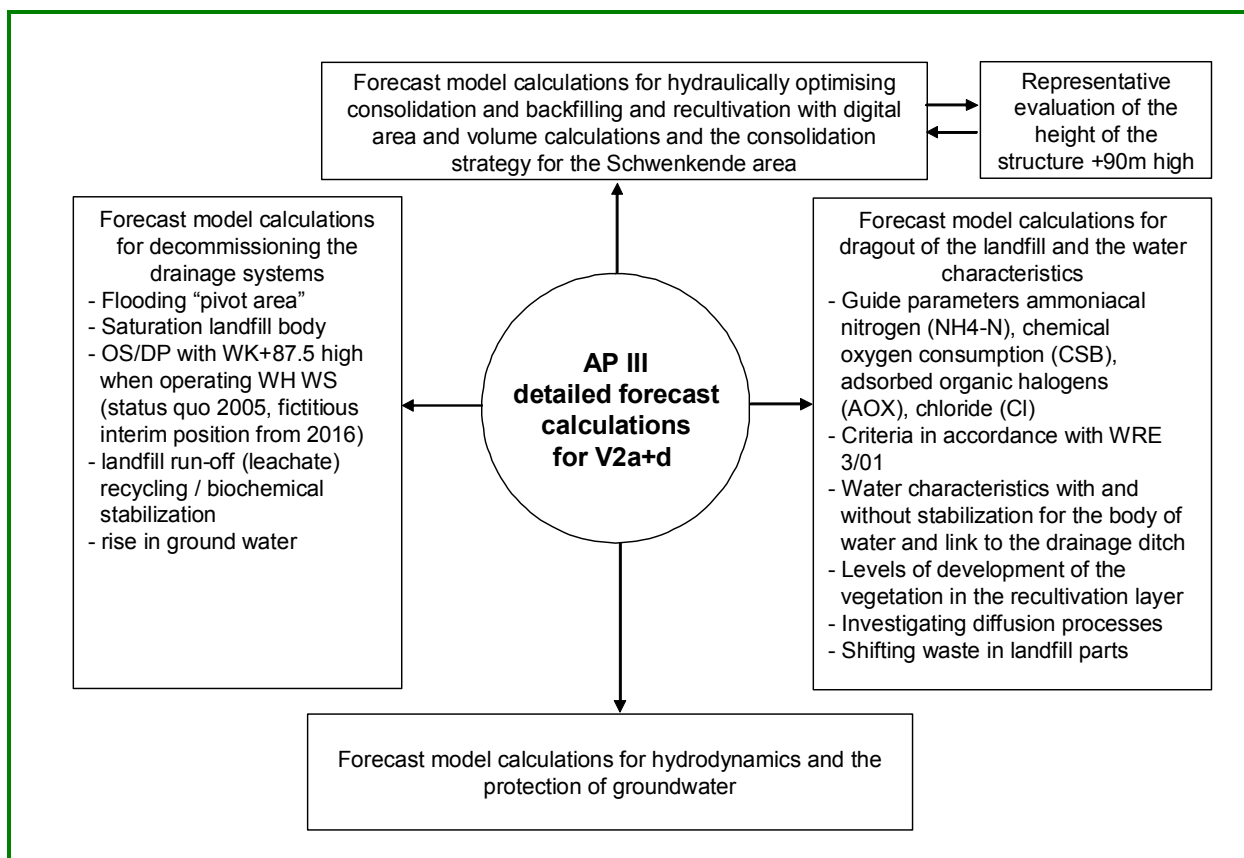 Forecast model calculations for hydraulically optimising
consolidation and backfilling and recultivation with digital
area and volume calculations and the consolidation
strategy for the Schwenkende area
Representative
evaluation of the
height of the
structure +90m high
Forecast model calculations
for decommissioning the
drainage systems
- Flooding “pivot area”
- Saturation landfill body
- OS/DP with WK+87.5 high
when operating WH WS
(status quo 2005, fictitious
interim position from 2016)
- landfill run-off (leachate)
recycling / biochemical
stabilization
- rise in ground water
AP III
detailed forecast
calculations
for V2a+d
Forecast model calculations for
dragout of the landfill and the water
characteristics
- Guide parameters ammoniacal
nitrogen (NH4-N), chemical
oxygen consumption (CSB),
adsorbed organic halogens
(AOX), chloride (Cl)
- Criteria in accordance with WRE
3/01
- Water characteristics with and
without stabilization for the body of
water and link to the drainage ditch
- Levels of development of the
vegetation in the recultivation layer
- Investigating diffusion processes
- Shifting waste in landfill parts
Forecast model calculations for hydrodynamics and the
protection of groundwater